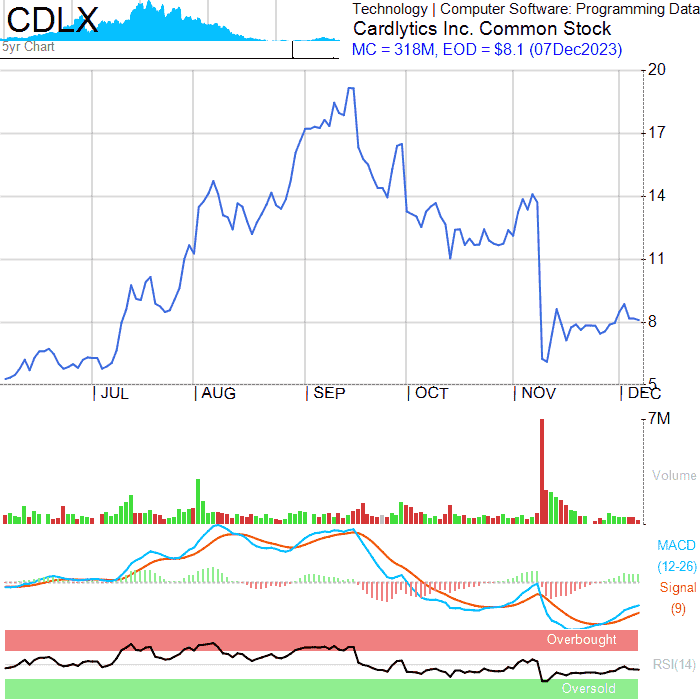 CDLX
5yr Chart
Technology | Computer Software: Programming Data
Cardlytics Inc. Common Stock
MC = 318M, EOD = $8.1 (07Dec2023)
20
17
14
11
8
5
JUL
AUG
SEP
OCT
NOV
DEC
7M
Volume
MACD
(12-26)
Signal
(9)
Overbought
RSI(14)
Oversold